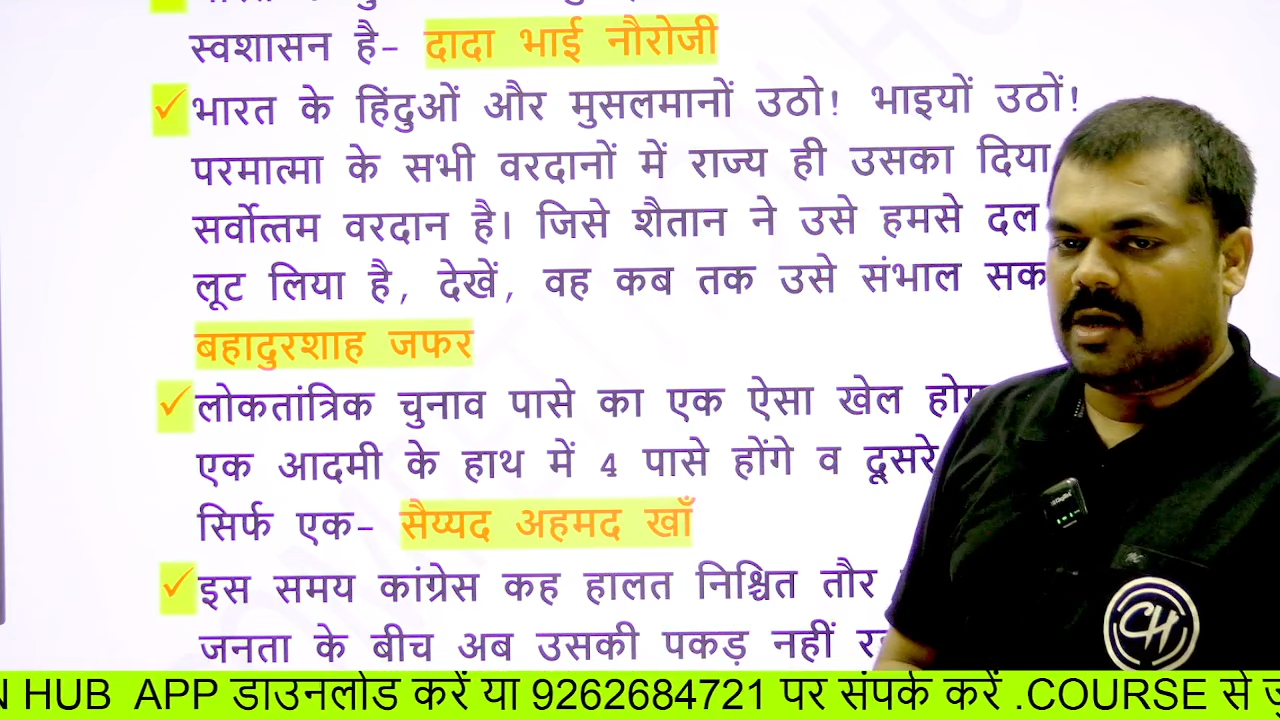 स्वशासन है- दादा भाई नौरोजी
भारत के हिंदुओं और मुसलमानों उठो! भाइयों उठों!
परमात्मा के सभी वरदानों में राज्य ही उसका दिया
सर्वोत्तम वरदान है। जिसे शैतान ने उसे हमसे दल
लूट लिया है, देखें, वह कब तक उसे संभाल सक
बहादुरशाह जफर
लोकतांत्रिक चुनाव पासे का एक ऐसा खेल
एक आदमी के हाथ में 4 पासे होंगे व दूसरे
सिर्फ एक- सैय्यद अहमद खाँ
इस समय कांग्रेस कह हालत निश्चित तौर
जनता के बीच अब उसकी पकड़ नहीं
CH
N HUB APP डाउनलोड करें या 9262684721 पर संपर्क करें .COURSE से